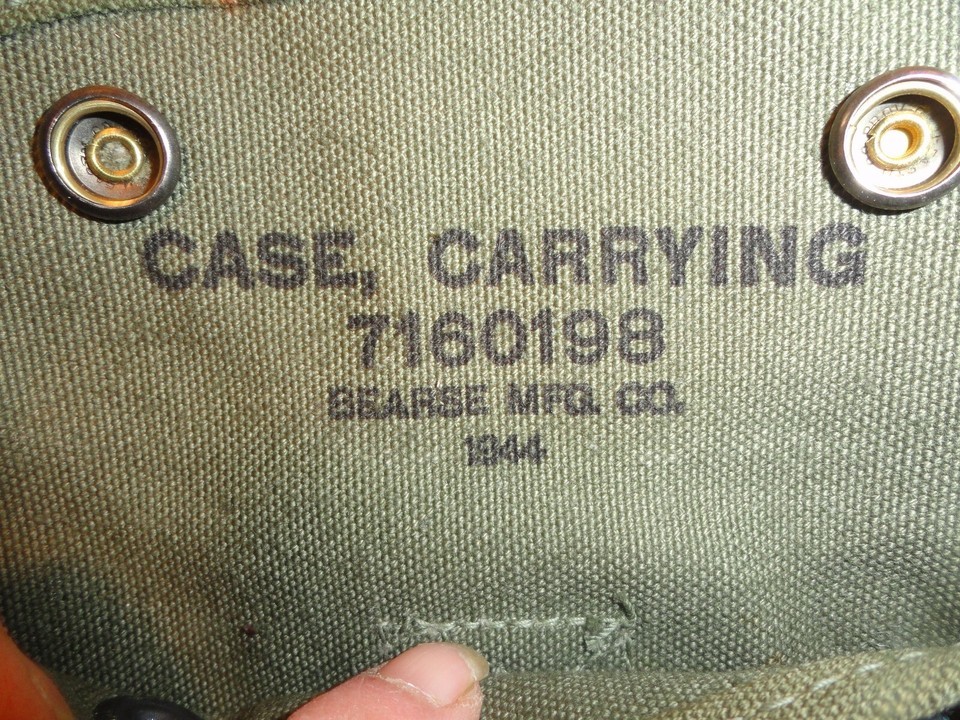 CASE, CARRYING
7160198
BEARSE MFG. CO.
1944